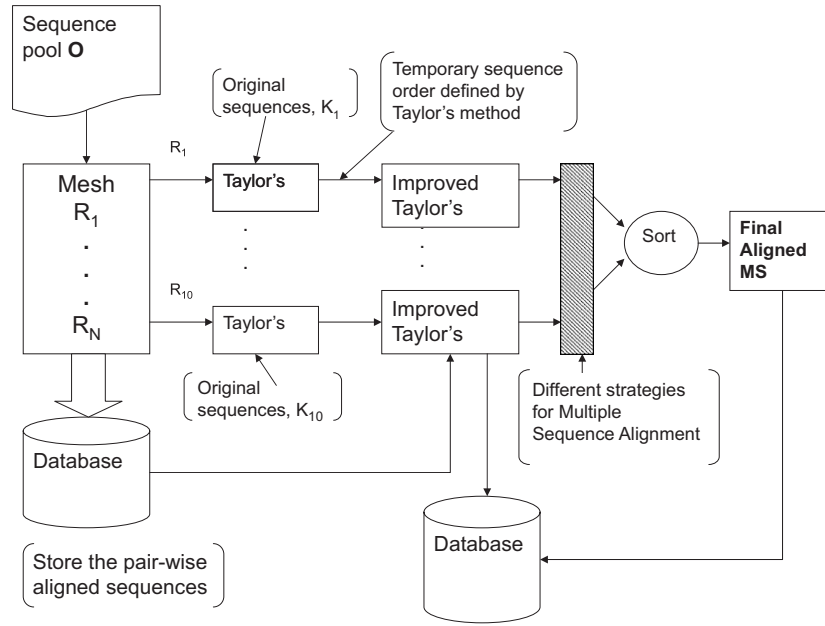 Sequence
pool O
Original
sequences, K1
Temporary sequence
order defined by
Taylor's method
R1
Mesh
R1
.
.
.
RN
Taylor's
Improved
Taylor's
. . .
. . .
Sort
Final
Aligned
MS
R10
Taylor's
Improved
Taylor's
Original
sequences, K10
Different strategies
for Multiple
Sequence Alignment
Database
Database
Store the pair-wise
aligned sequences